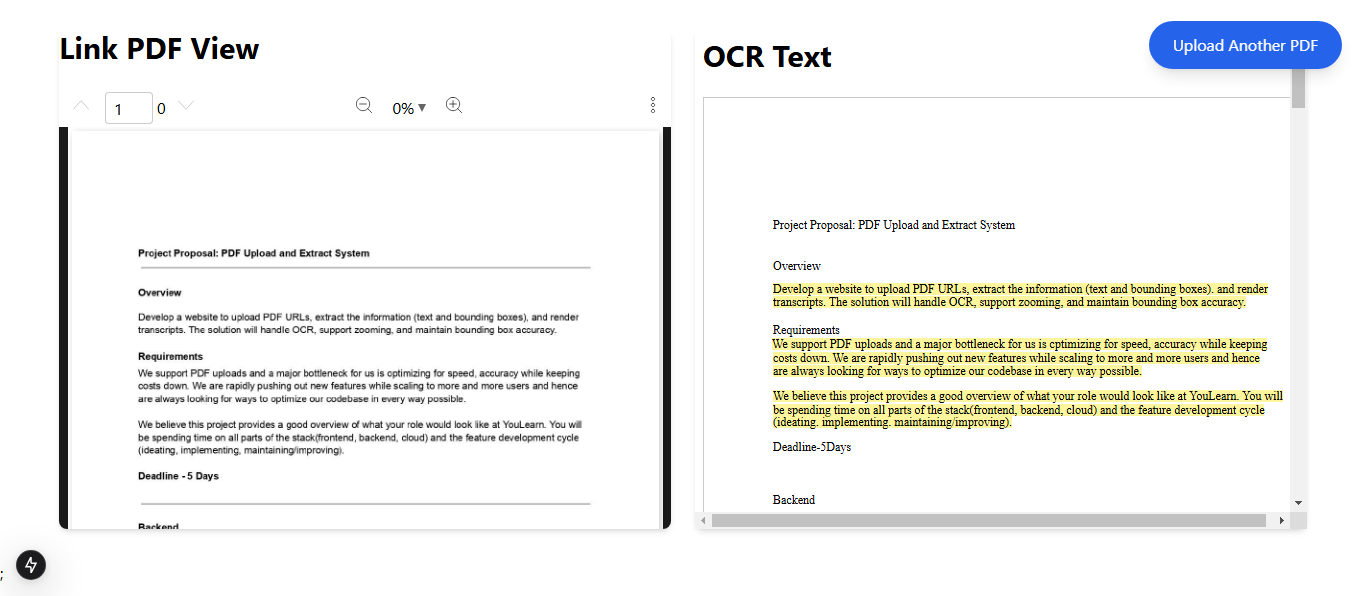 Link PDF View
1 0 0%
Project Proposal: PDF Upload and Extract System
Overview
Develop a website to upload PDF URLs, extract the information (text and bounding boxes), and render
transcripts. The solution will handle OCR, support zooming, and maintain bounding box accuracy.
Requirements
We support PDF uploads and a major bottleneck for us is optimizing for speed, accuracy while keeping
costs down. We are rapidly pushing out new features while scaling to more and more users and hence
are always looking for ways to optimize our codebase in every way possible.
We believe this project provides a good overview of what your role would look like at YouLearn. You will
be spending time on all parts of the stack(frontend, backend, cloud) and the feature development cycle
(ideating, implementing, maintaining/improving).
Deadline - 5 Days
Backend
OCR Text
Upload Another PDF
Project Proposal: PDF Upload and Extract System
Overview
Develop a website to upload PDF URLs, extract the information (text and bounding boxes). and render
transcripts. The solution will handle OCR, support zooming, and maintain bounding box accuracy.
Requirements
We support PDF uploads and a major bottleneck for us is cptimizing for speed, accuracy while keeping
costs down. We are rapidly pushing out new features while scaling to more and more users and hence
are always looking for ways to optimize our codebase in every way possible.
We believe this project provides a good overview of what your role would look like at YouLearn. You will
be spending time on all parts of the stack(frontend, backend, cloud) and the feature development cycle
(ideating. implementing. maintaining/improving).
Deadline-5Days
Backend
;